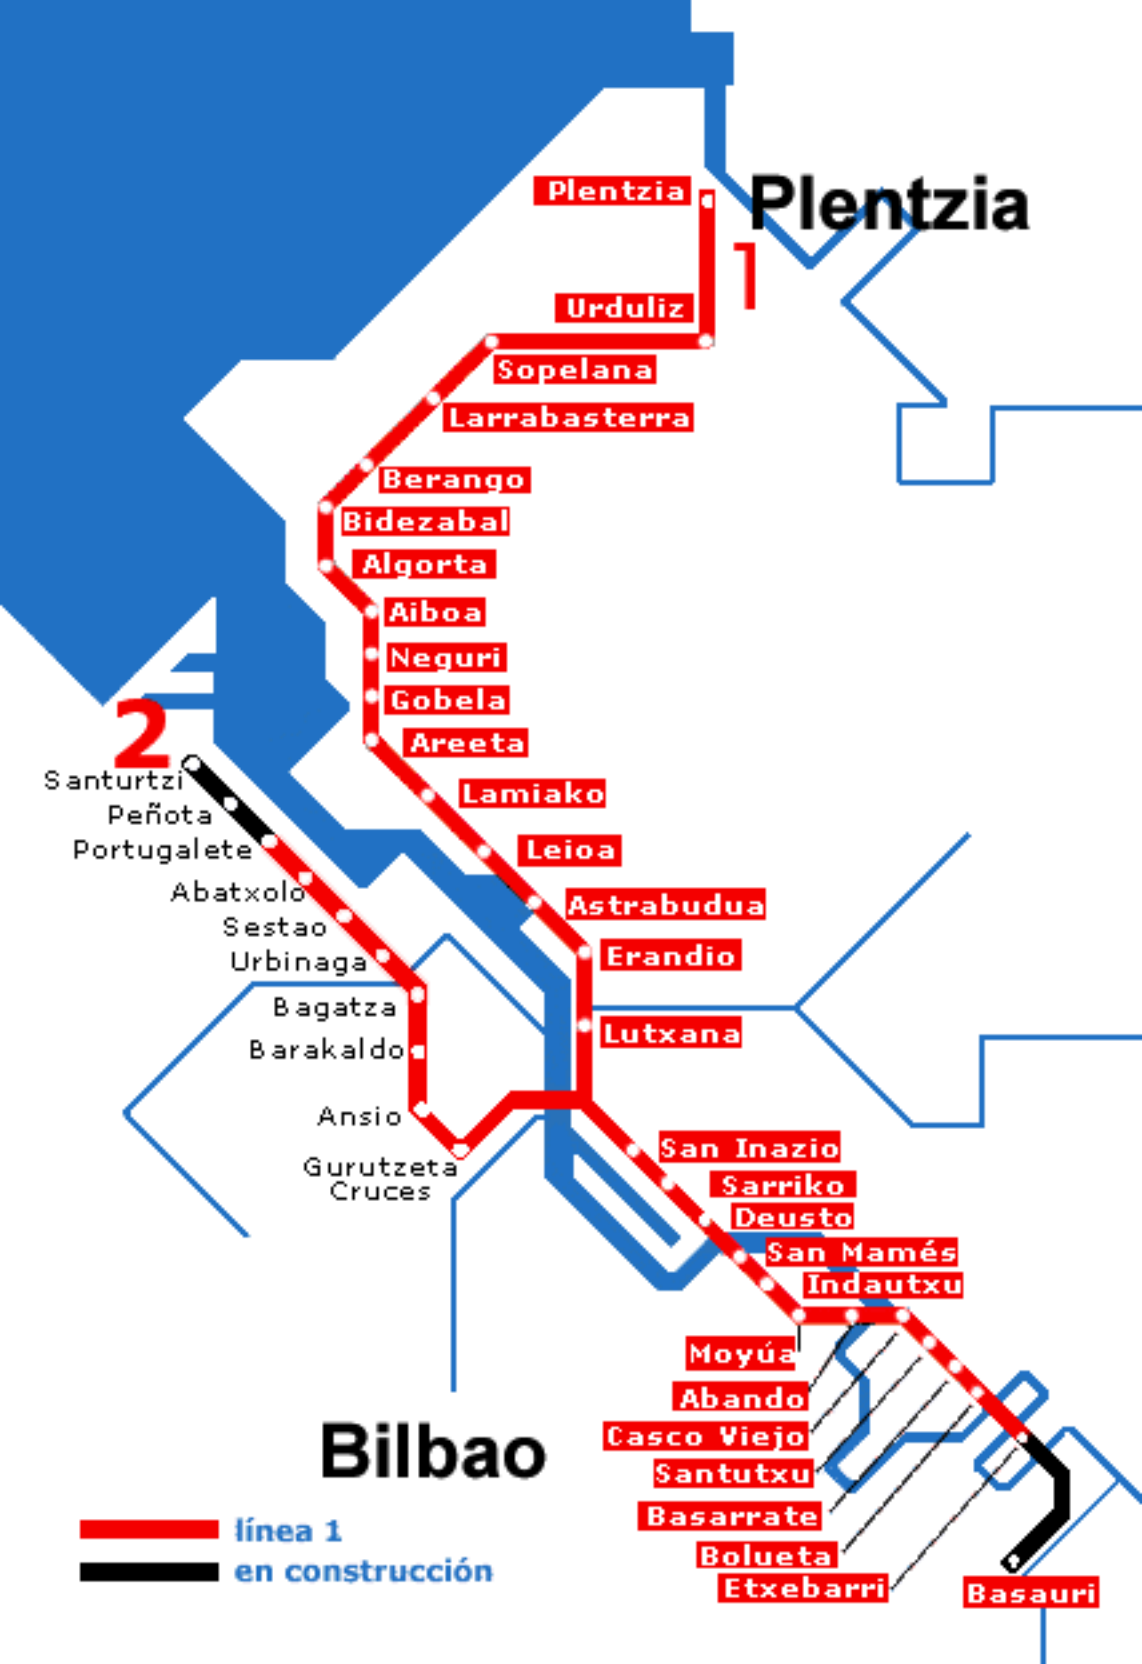 Plentzia
Plentzia
1
Urduliz
Sopelana
Larrabasterra
Berango
Bidezabal
Algorta
Aiboa
Neguri
Gobela
Areeta
2
Santurtzi
Peñota
Portugalete
Lamiako
Leioa
Abatxolo
Astrabudua
Sestao
Urbinaga
Erandio
Bagatza
Lutxana
Barakaldo
Ansio
Gurutzeta
Cruces
San Inazio
Sarriko
Deusto
San Mamés
Indautxu
Moyúa
Abando
Casco Viejo
Bilbao
Santutxu
Basarrate
Bolueta
Etxebarri
Basauri
línea 1
en construcción